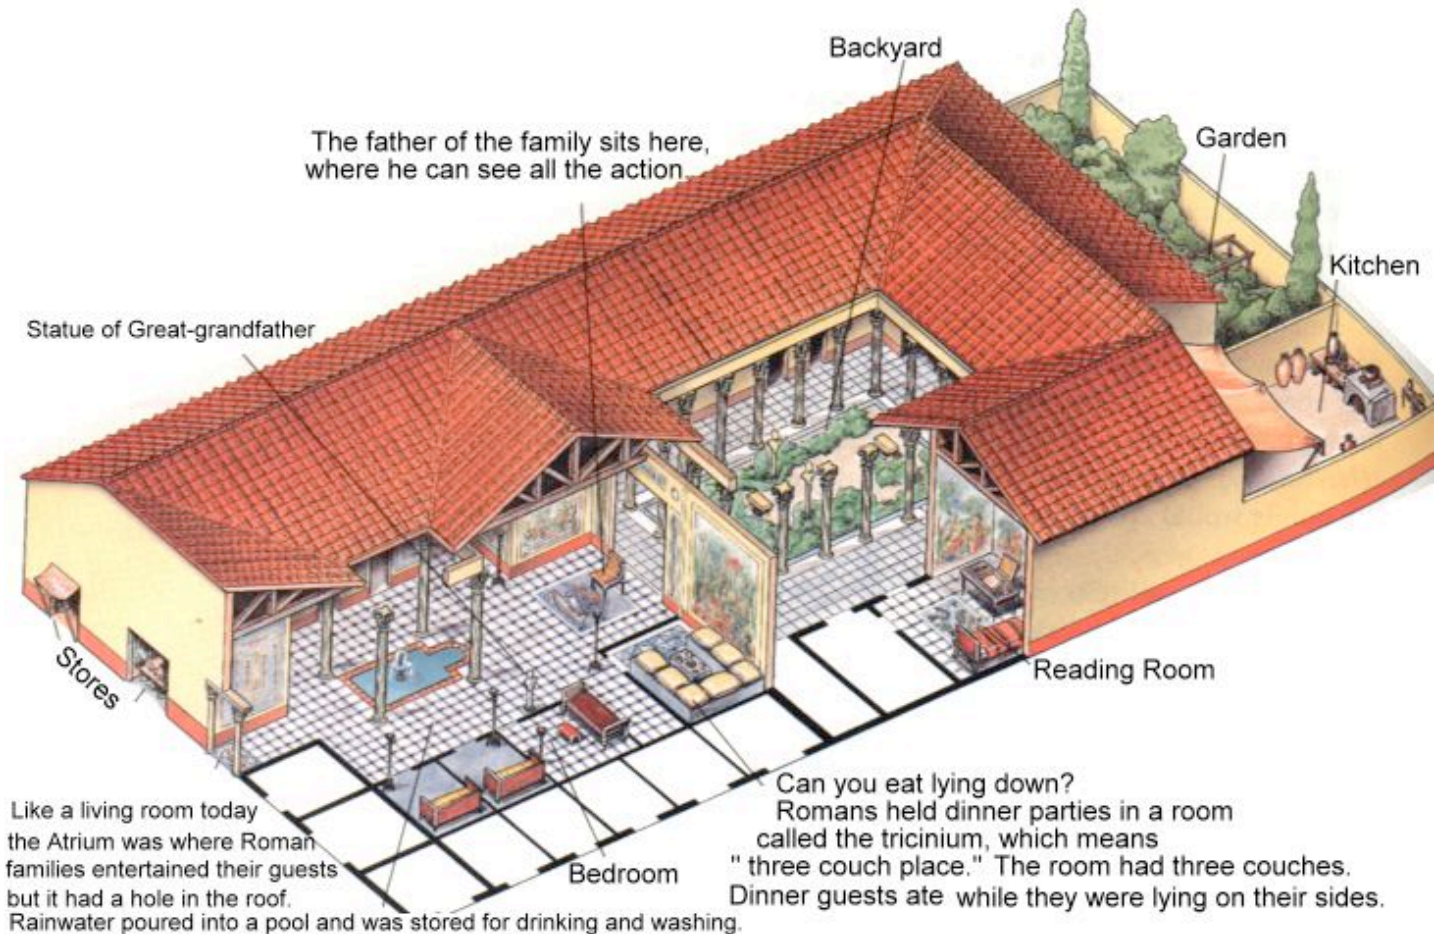 Backyard
The father of the family sits here,
where he can see all the action.
Garden
Kitchen
Statue of Great-grandfather
Stores
Reading Room
Like a living room today
the Atrium was where Roman
families entertained their guests
but it had a hole in the roof.
Rainwater poured into a pool and was stored for drinking and washing.
Bedroom
Can you eat lying down?
Romans held dinner parties in a room
called the tricinium, which means
" three couch place." The room had three couches.
Dinner guests ate while they were lying on their sides.